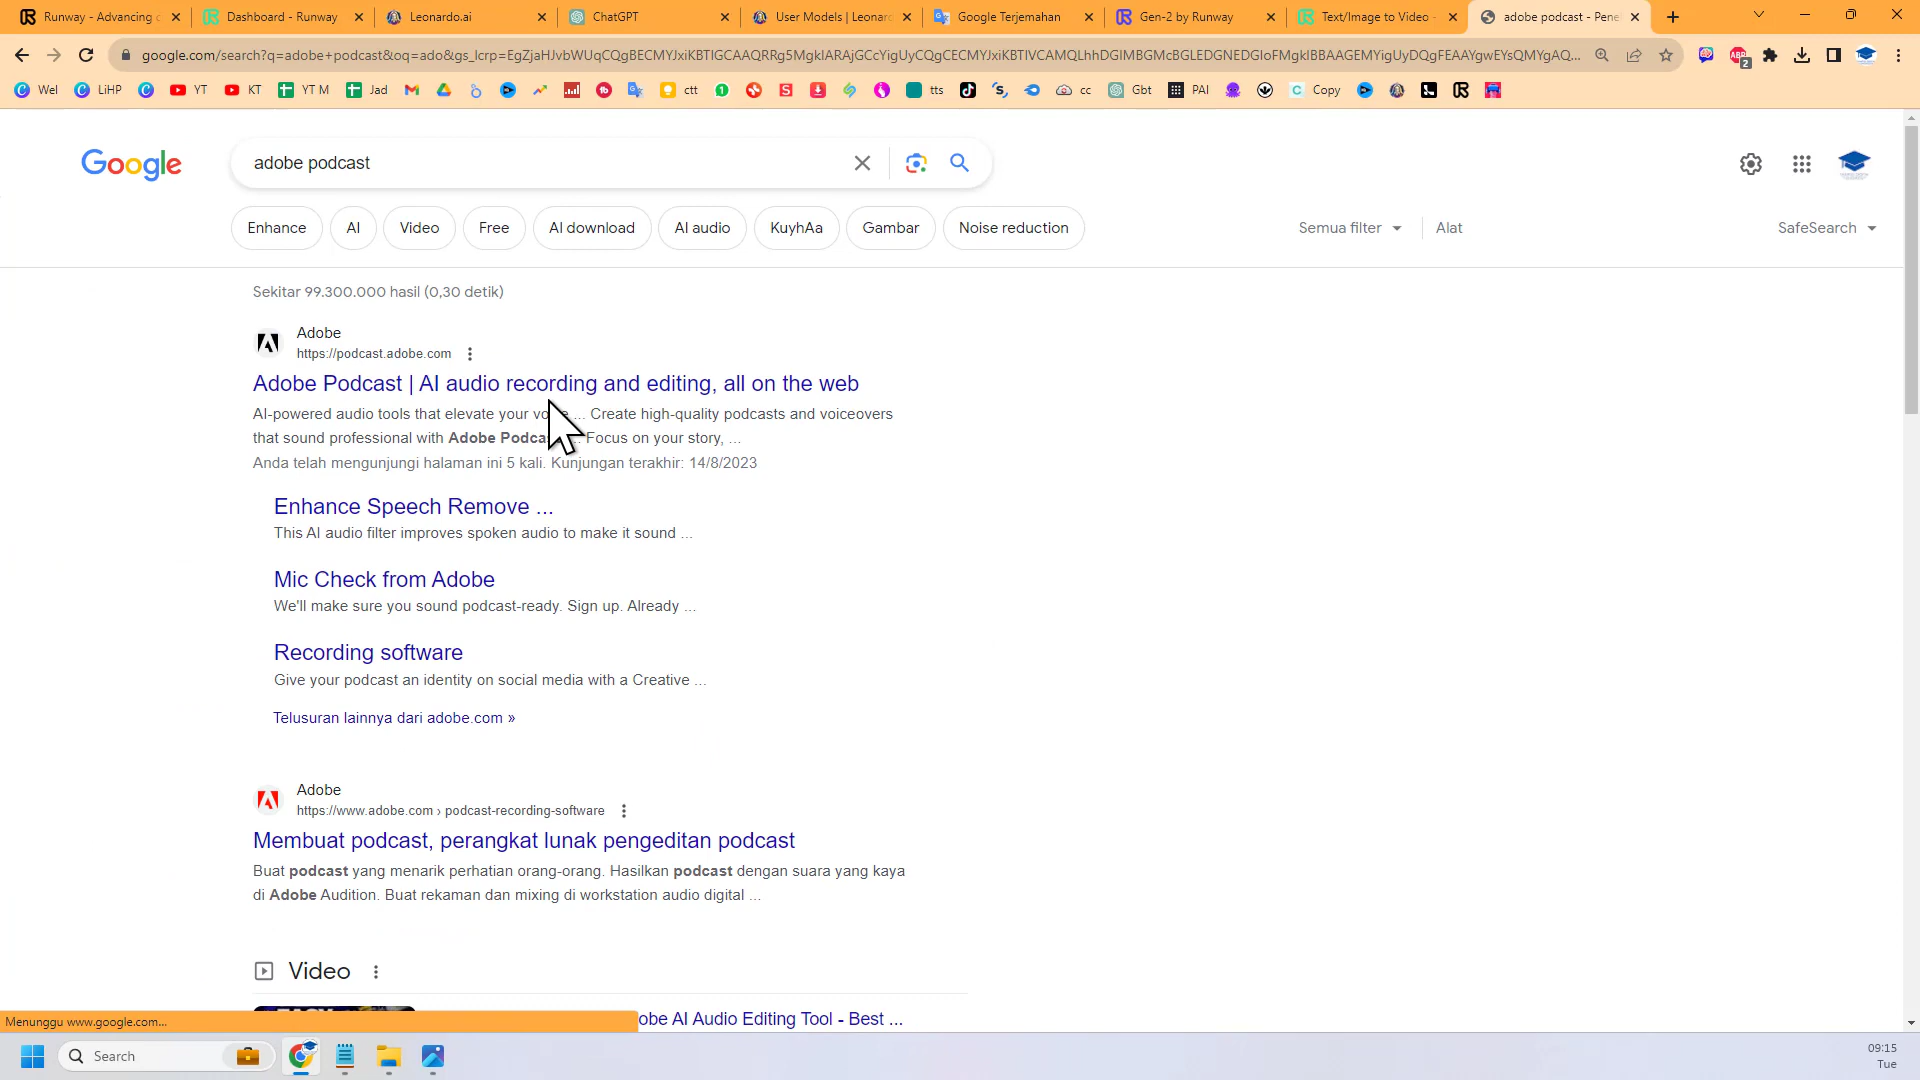 Runway - Advancing
Dashboard - Runway
Leonardo.ai
ChatGPT
User Models | Leonar
Google Terjemahan
Gen-2 by Runway
Text/Image to Video -
adobe podcast - Pene
google.com/search?q=adobe+podcast&oq=ado&gs_lcrp=
2
Wel LiHP YT KT YT M Jad ctt tts cc Gbt PAI Copy
Google
adobe podcast
Enhance AI Video Free AI download AI audio KuyhAa Gambar Noise reduction Semua filter Alat SafeSearch
Sekitar 99.300.000 hasil (0,30 detik)
Adobe
https://podcast.adobe.com
Adobe Podcast | AI audio recording and editing, all on the web
AI-powered audio tools that elevate your ... Create high-quality podcasts and voiceovers
that sound professional with Adobe ... Focus on your story, ...
Anda telah mengunjungi halaman ini 5 kali. Kunjungan terakhir: 14/8/2023
Enhance Speech Remove ...
This AI audio filter improves spoken audio to make it sound ...
Mic Check from Adobe
We'll make sure you sound podcast-ready. Sign up. Already ...
Recording software
Give your podcast an identity on social media with a Creative ...
Telusuran lainnya dari adobe.com »
Adobe
https://www.adobe.com › podcast-recording-software
Membuat podcast, perangkat lunak pengeditan podcast
Buat podcast yang menarik perhatian orang-orang. Hasilkan podcast dengan suara yang kaya
di Adobe Audition. Buat rekaman dan mixing di workstation audio digital ...
Video
obe AI Audio Editing Tool - Best ...
Menunggu www.google.com...
Search
09:15
Tue